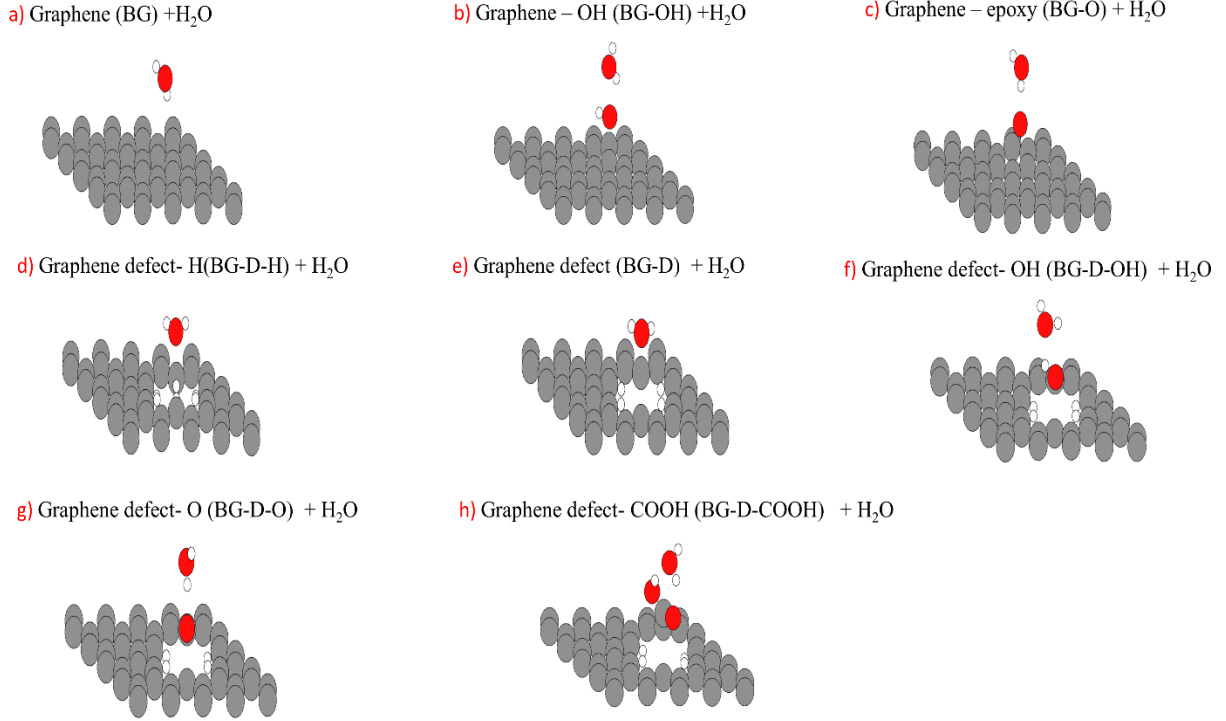 a) Graphene (BG) +H₂O
b) Graphene – OH (BG-OH) +H₂O
c) Graphene – epoxy (BG-O) + H₂O
d) Graphene defect- H(BG-D-H) + H₂O
e) Graphene defect (BG-D) + H₂O
f) Graphene defect- OH (BG-D-OH) + H₂O
g) Graphene defect- O (BG-D-O) + H₂O
h) Graphene defect- COOH (BG-D-COOH) + H₂O